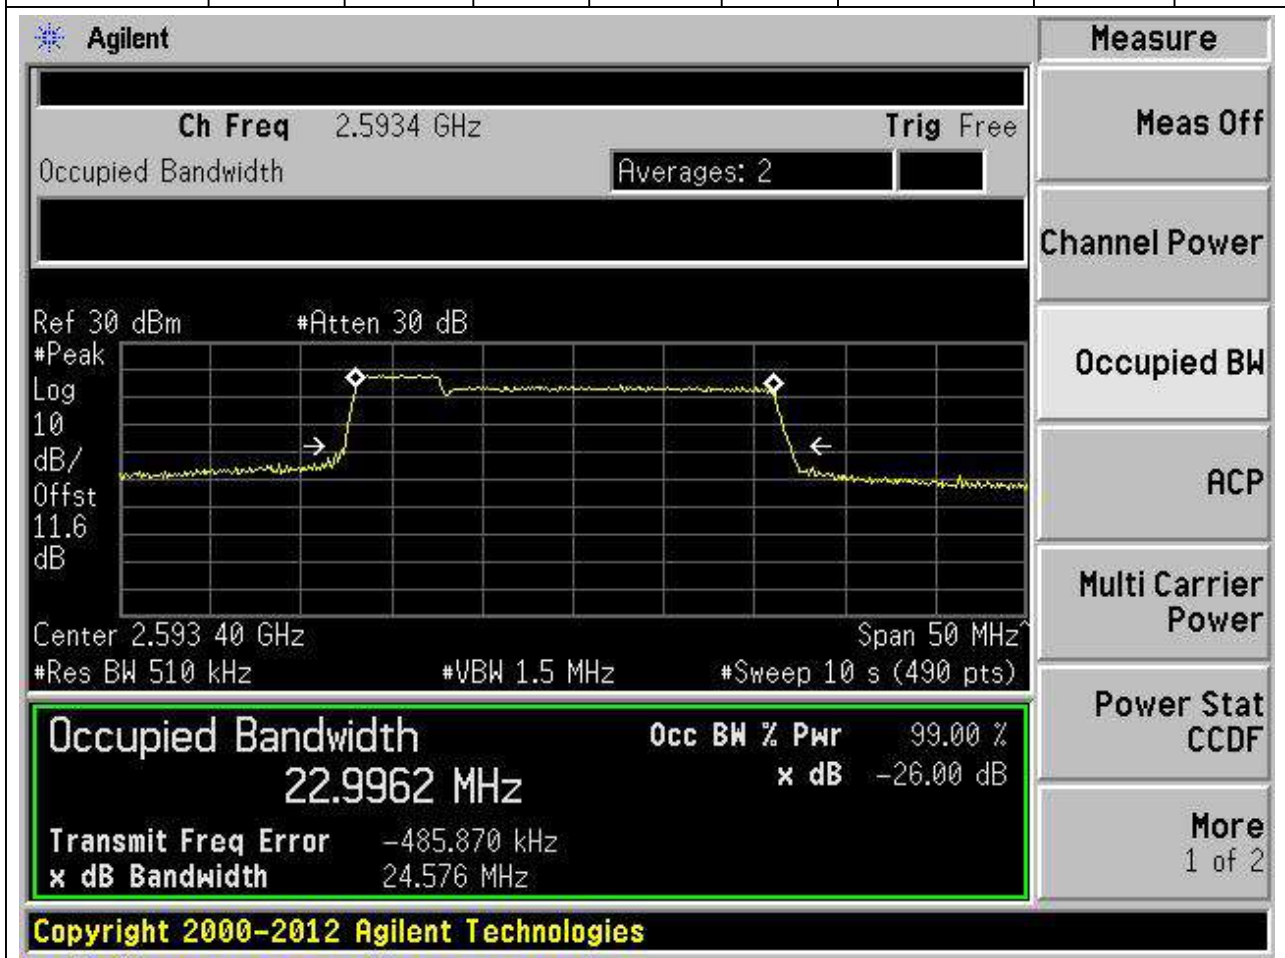 Agilent
Measure
Ch Freq 2.5934 GHz Trig Free
Meas Off
Occupied Bandwidth Averages: 2
Channel Power
Ref 30 dBm #Atten 30 dB
#Peak
Log
10
dB/
Offst
11.6
dB
Occupied BW
ACP
Multi Carrier
Power
Center 2.593 40 GHz Span 50 MHz^
#Res BW 510 kHz #VBW 1.5 MHz #Sweep 10 s (490 pts)
Power Stat
CCDF
Occupied Bandwidth Occ BW % Pwr 99.00 %
22.9962 MHz x dB -26.00 dB
Transmit Freq Error -485.870 kHz
x dB Bandwidth 24.576 MHz
More
1 of 2
Copyright 2000-2012 Agilent Technologies